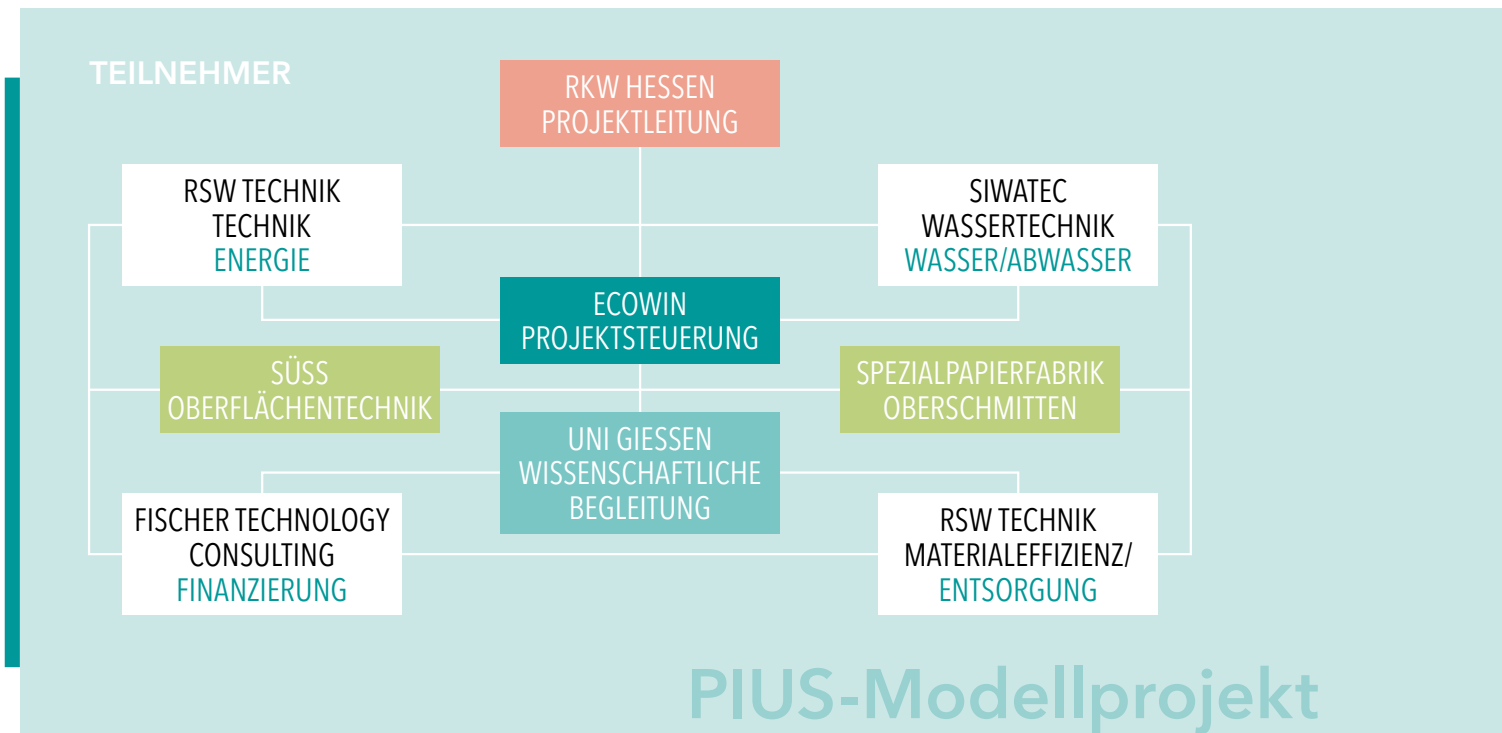 TEILNEHMER
RKW HESSEN
PROJEKTLEITUNG
RSW TECHNIK
TECHNIK
ENERGIE
SIWATEC
WASSERTECHNIK
WASSER/ABWASSER
ECOWIN
PROJEKTSTEUERUNG
SÜSS
OBERFLÄCHENTECHNIK
SPEZIALPAPIERFABRIK
OBERSCHMITTEN
UNI GIESSEN
WISSENSCHAFTLICHE
BEGLEITUNG
FISCHER TECHNOLOGY
CONSULTING
FINANZIERUNG
RSW TECHNIK
MATERIALEFFIZIENZ/
ENTSORGUNG
PIUS-Modellprojekt